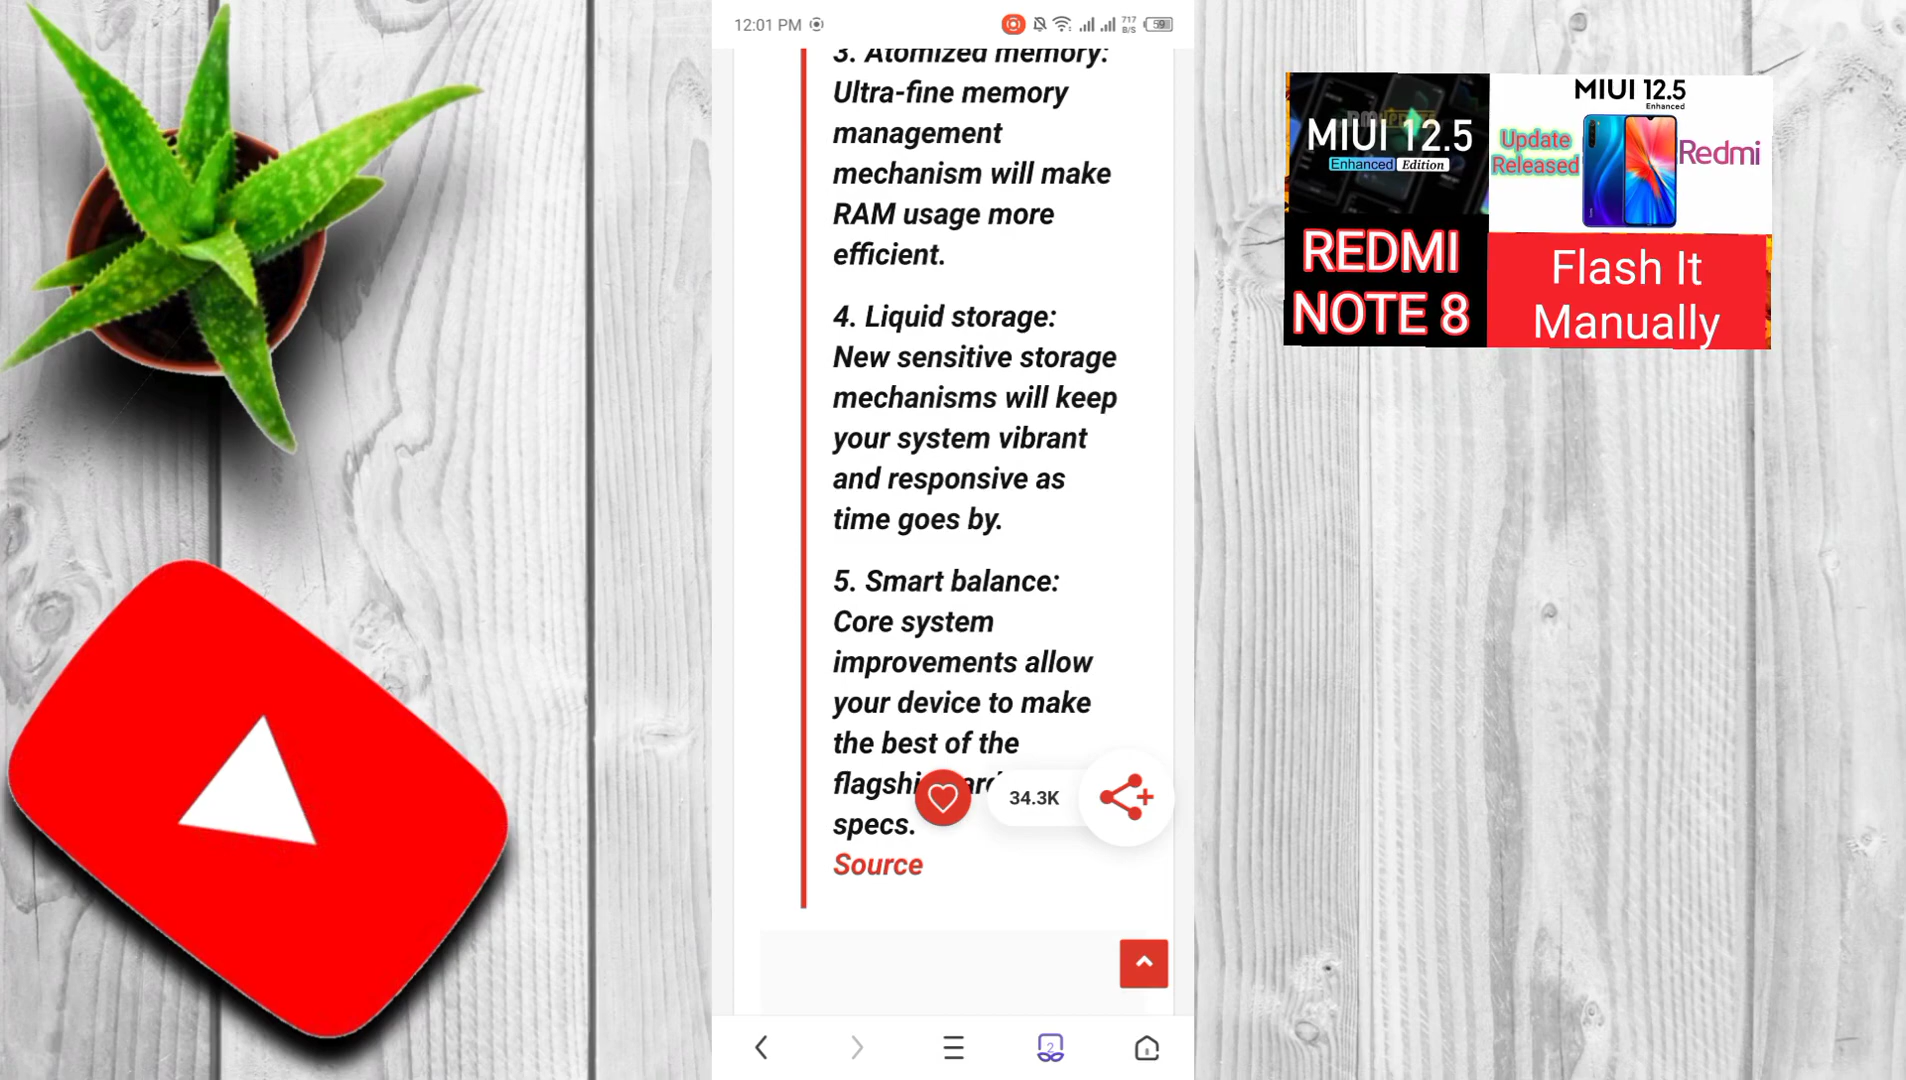 12:01 PM
717
B/S
59
3. Atomized memory:
Ultra-fine memory
management
mechanism will make
RAM usage more
efficient.
4. Liquid storage:
New sensitive storage
mechanisms will keep
your system vibrant
and responsive as
time goes by.
5. Smart balance:
Core system
improvements allow
your device to make
the best of the
specs.
34.3K
Source
2
MIUI 12.5
Enhanced Edition
REDMI
NOTE 8
MIUI 12.5
Enhanced
Update
Released
Redmi
Flash It
Manually